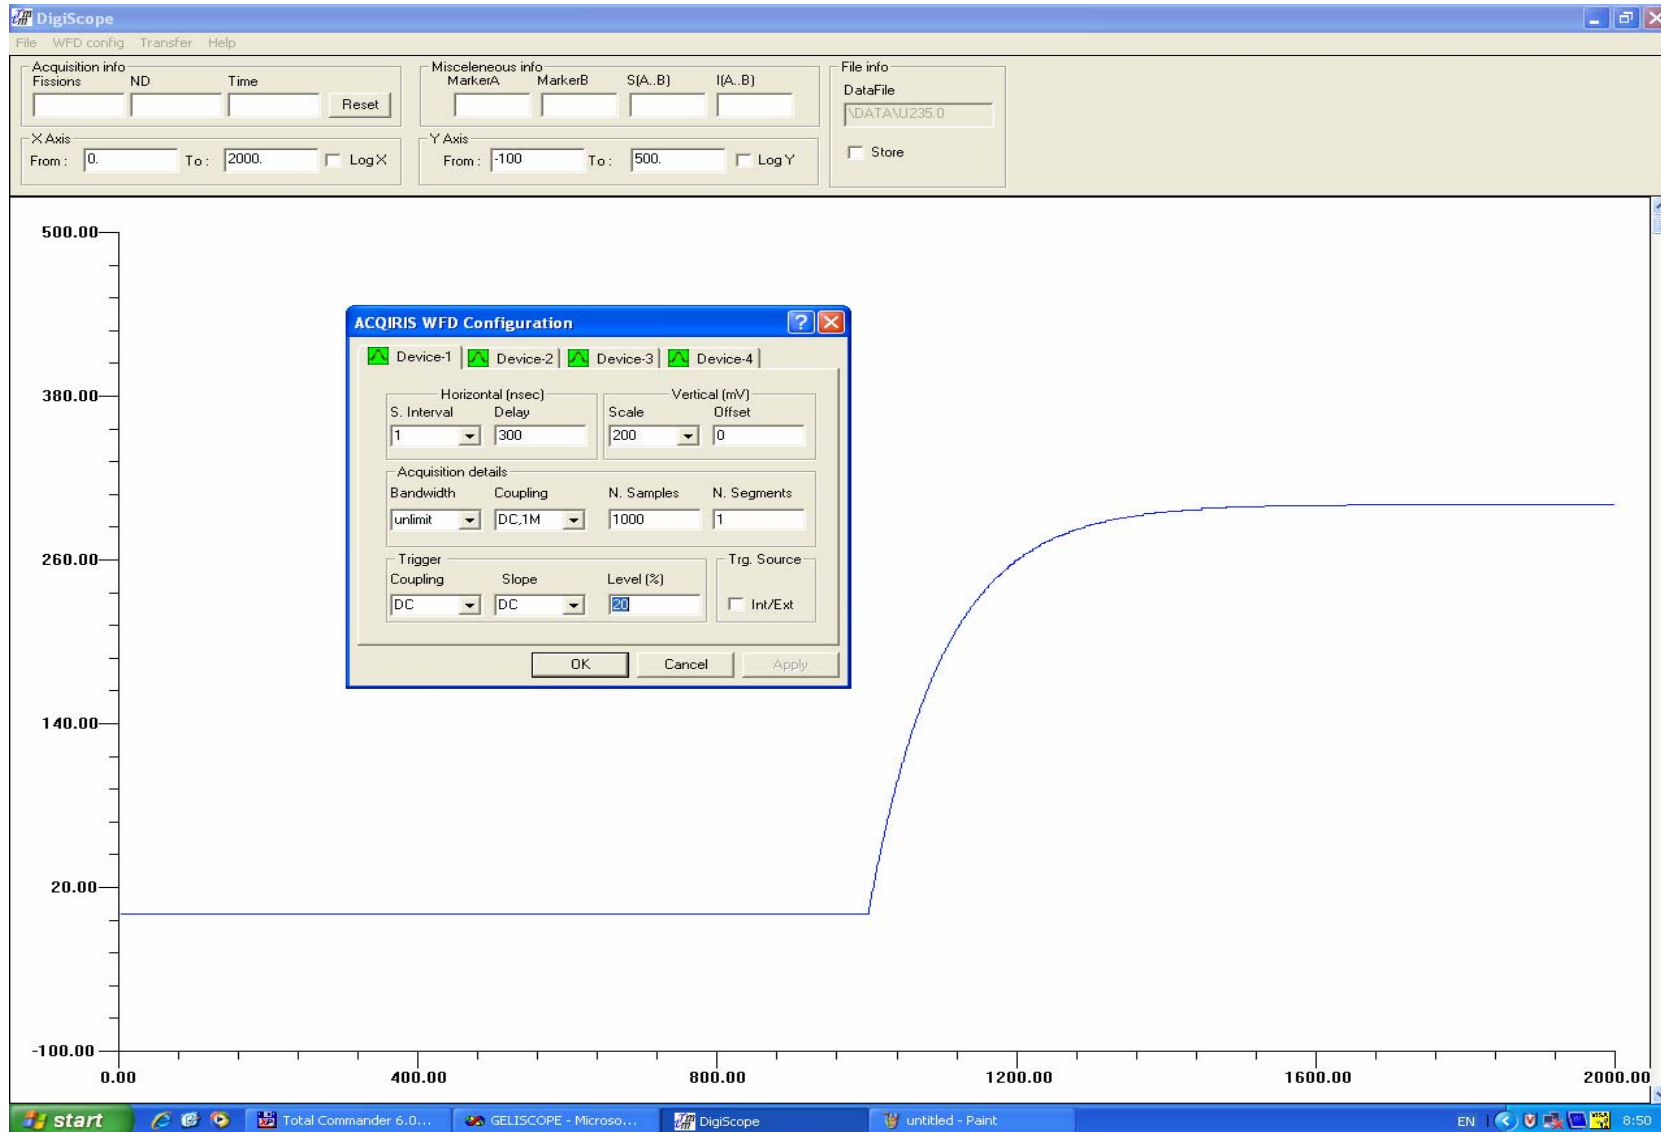 DigiScope
File WFD config Transfer Help
Acquisition info
Fissions ND Time
Reset
Misceleneous info
MarkerA MarkerB S(A..B) I(A..B)
File info
DataFile
\DATA\U235.0
Store
X Axis
From : 0. To : 2000. Log X
Y Axis
From : -100 To : 500. Log Y
500.00
380.00
260.00
140.00
20.00
-100.00
0.00 400.00 800.00 1200.00 1600.00 2000.00
ACQIRIS WFD Configuration
Device-1 Device-2 Device-3 Device-4
Horizontal (nsec) Vertical (mV)
S. Interval Delay Scale Offset
1 300 200 0
Acquisition details
Bandwidth Coupling N. Samples N. Segments
unlimit DC,1M 1000 1
Trigger Trg. Source
Coupling Slope Level (%)
DC DC 20 Int/Ext
OK Cancel Apply
start Total Commander 6.0... GELISCOPE - Microso... DigiScope untitled - Paint EN 8:50